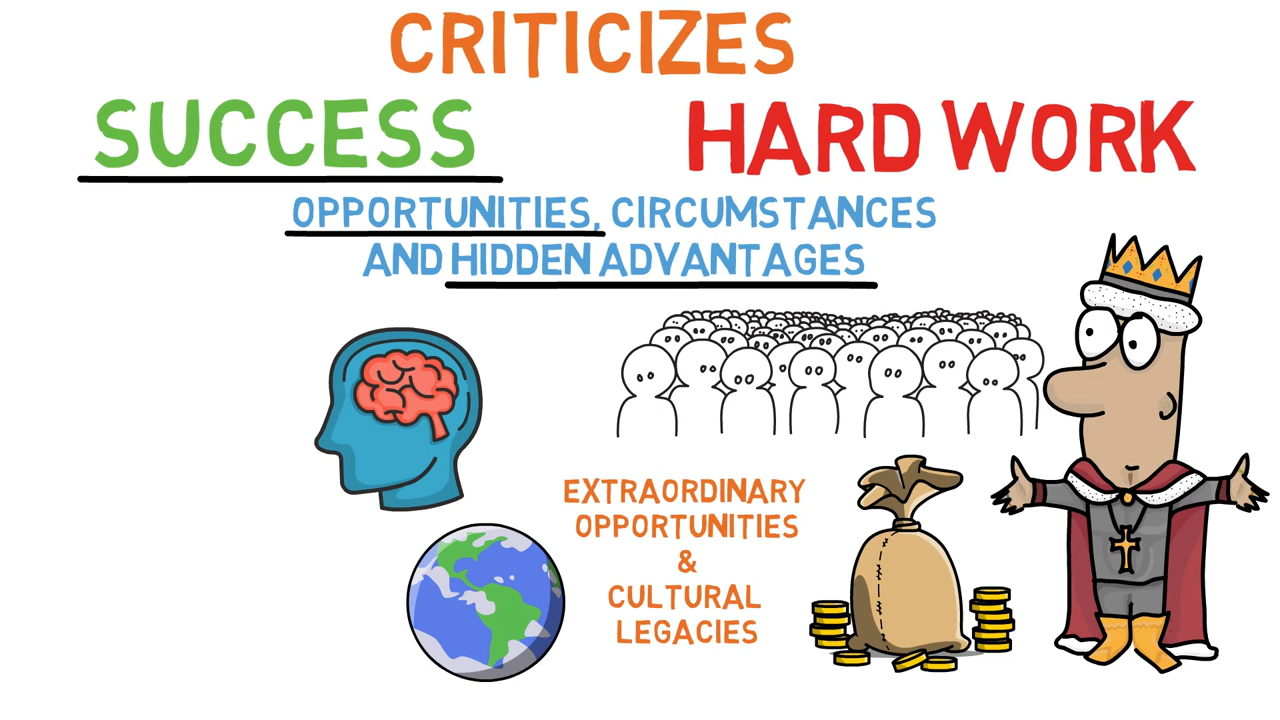 CRITICIZES
SUCCESS
HARD WORK
OPPORTUNITIES, CIRCUMSTANCES
AND HIDDEN ADVANTAGES
EXTRAORDINARY
OPPORTUNITIES
&
CULTURAL
LEGACIES